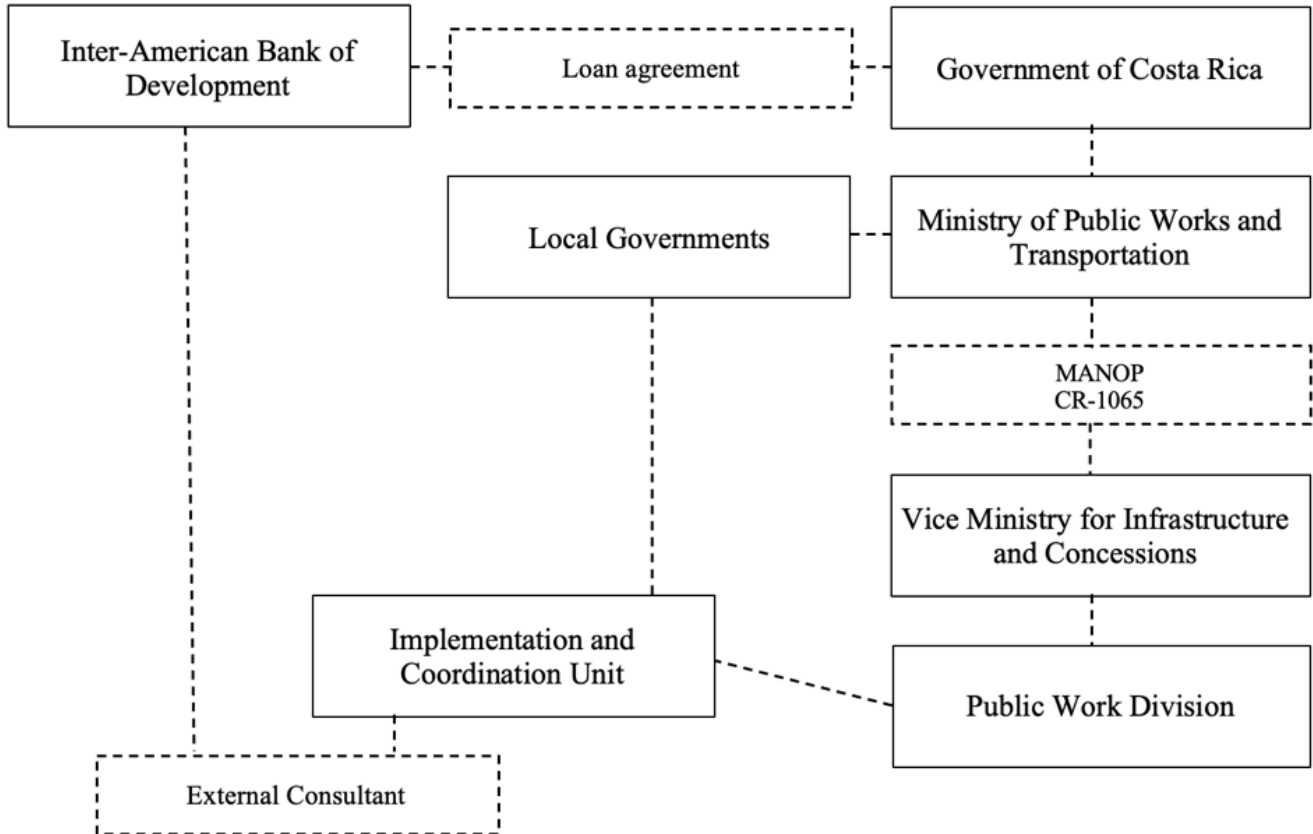 Inter-American Bank of
Development
Loan agreement
Government of Costa Rica
Local Governments
Ministry of Public Works and
Transportation
MANOP
CR-1065
Vice Ministry for Infrastructure
and Concessions
Implementation and
Coordination Unit
Public Work Division
External Consultant